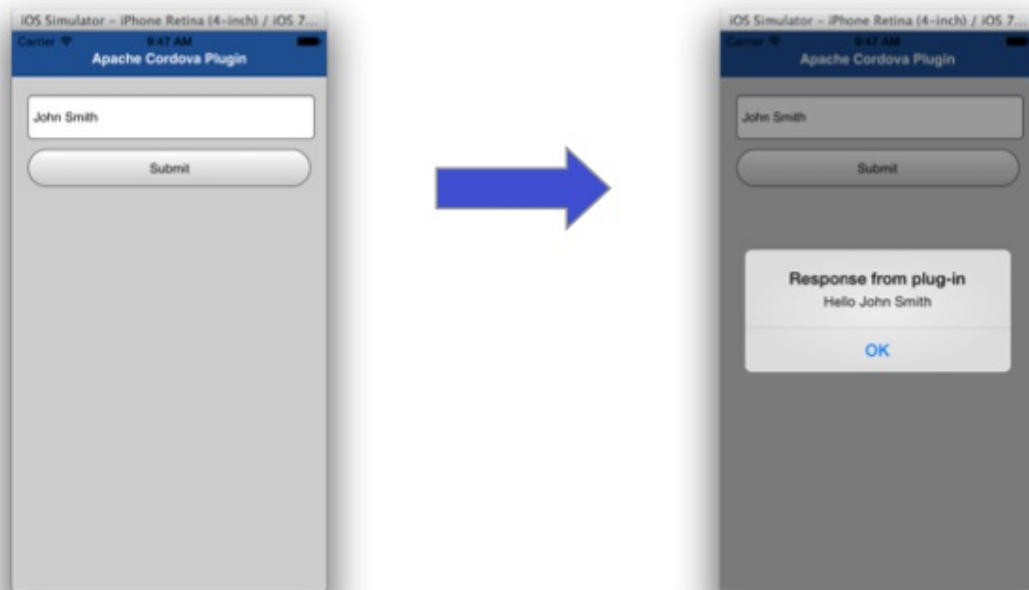 iOS Simulator – iPhone Retina (4-inch) / iOS 7...
Carrier 9:47 AM
Apache Cordova Plugin
John Smith
Submit
iOS Simulator – iPhone Retina (4-inch) / iOS 7...
Carrier 9:47 AM
Apache Cordova Plugin
John Smith
Submit
Response from plug-in
Hello John Smith
OK